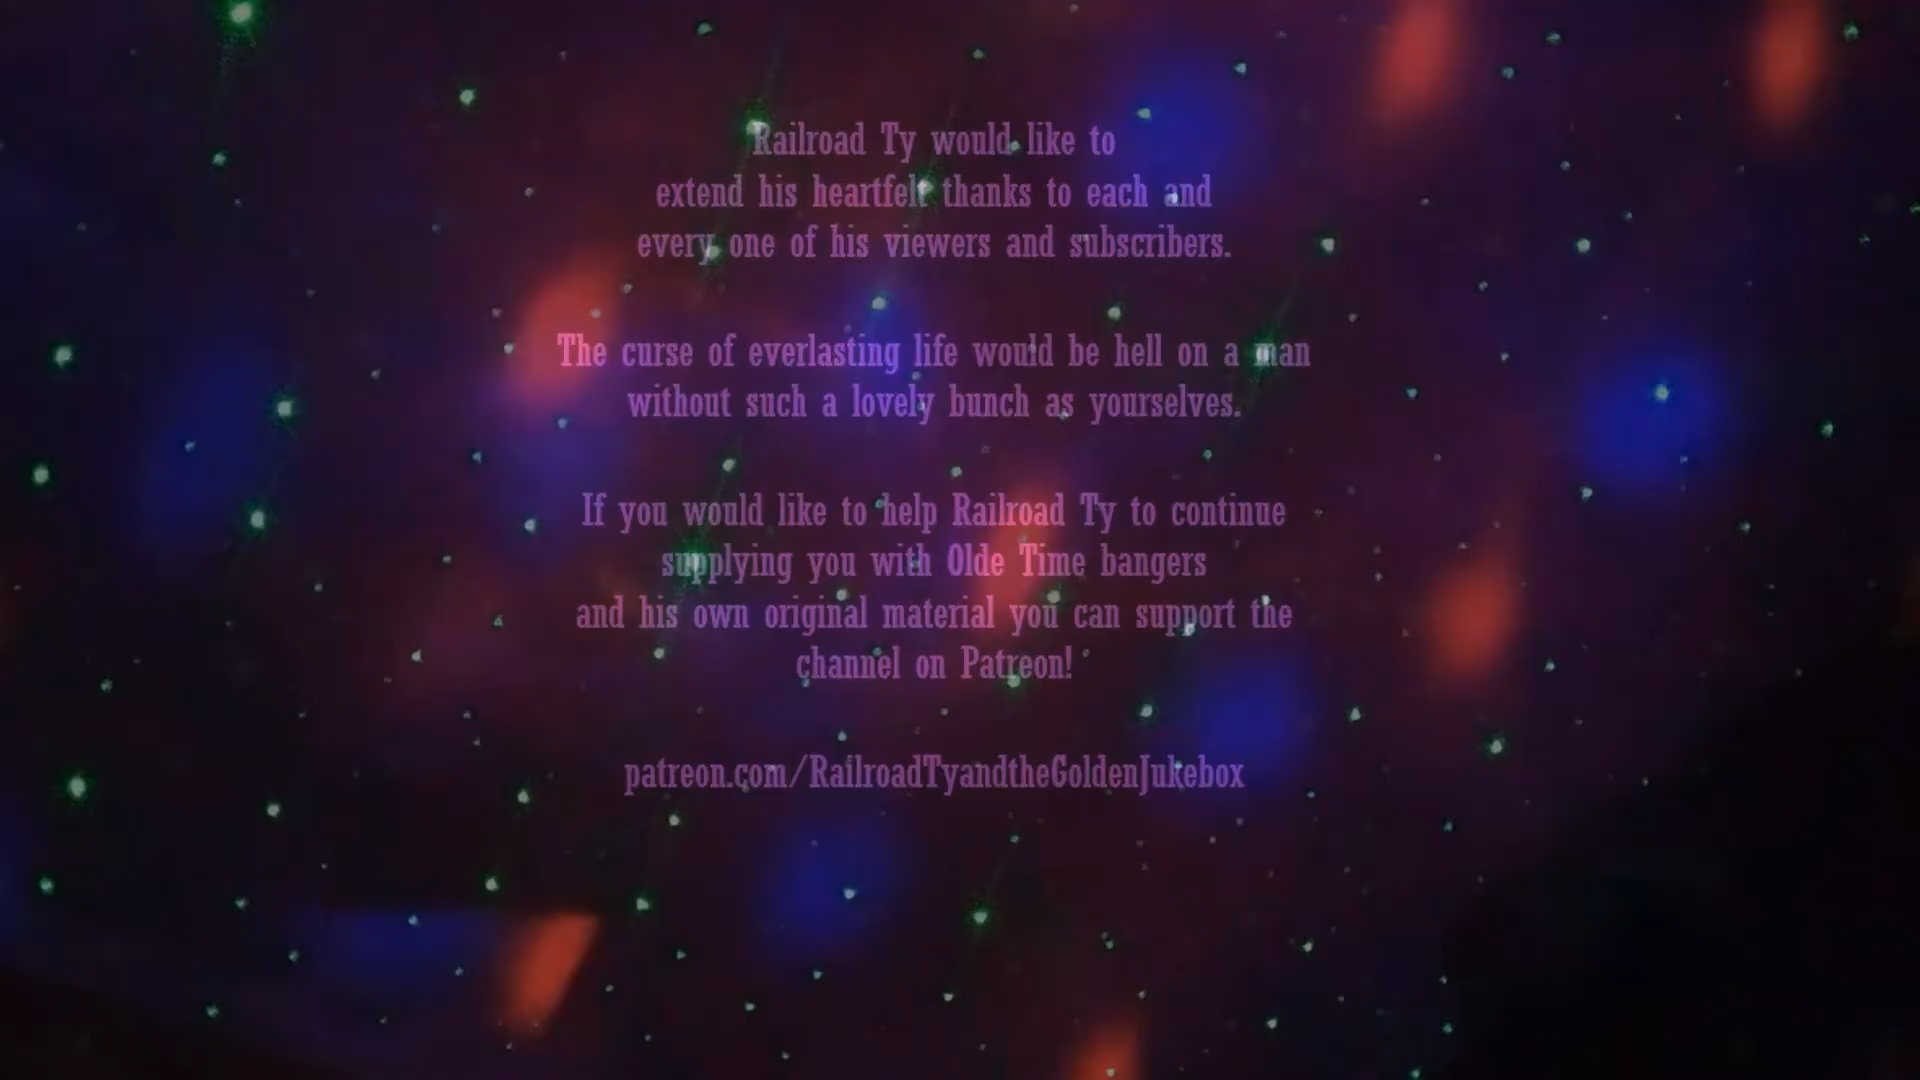 Railroad Ty would like to
extend his heartfelt thanks to each and
every one of his viewers and subscribers.
The curse of everlasting life would be hell on a man
without such a lovely bunch as yourselves.
If you would like to help Railroad Ty to continue
supplying you with Olde Time bangers
and his own original material you can support the
channel on Patreon!
patreon.com/RailroadTyandtheGoldenJukebox